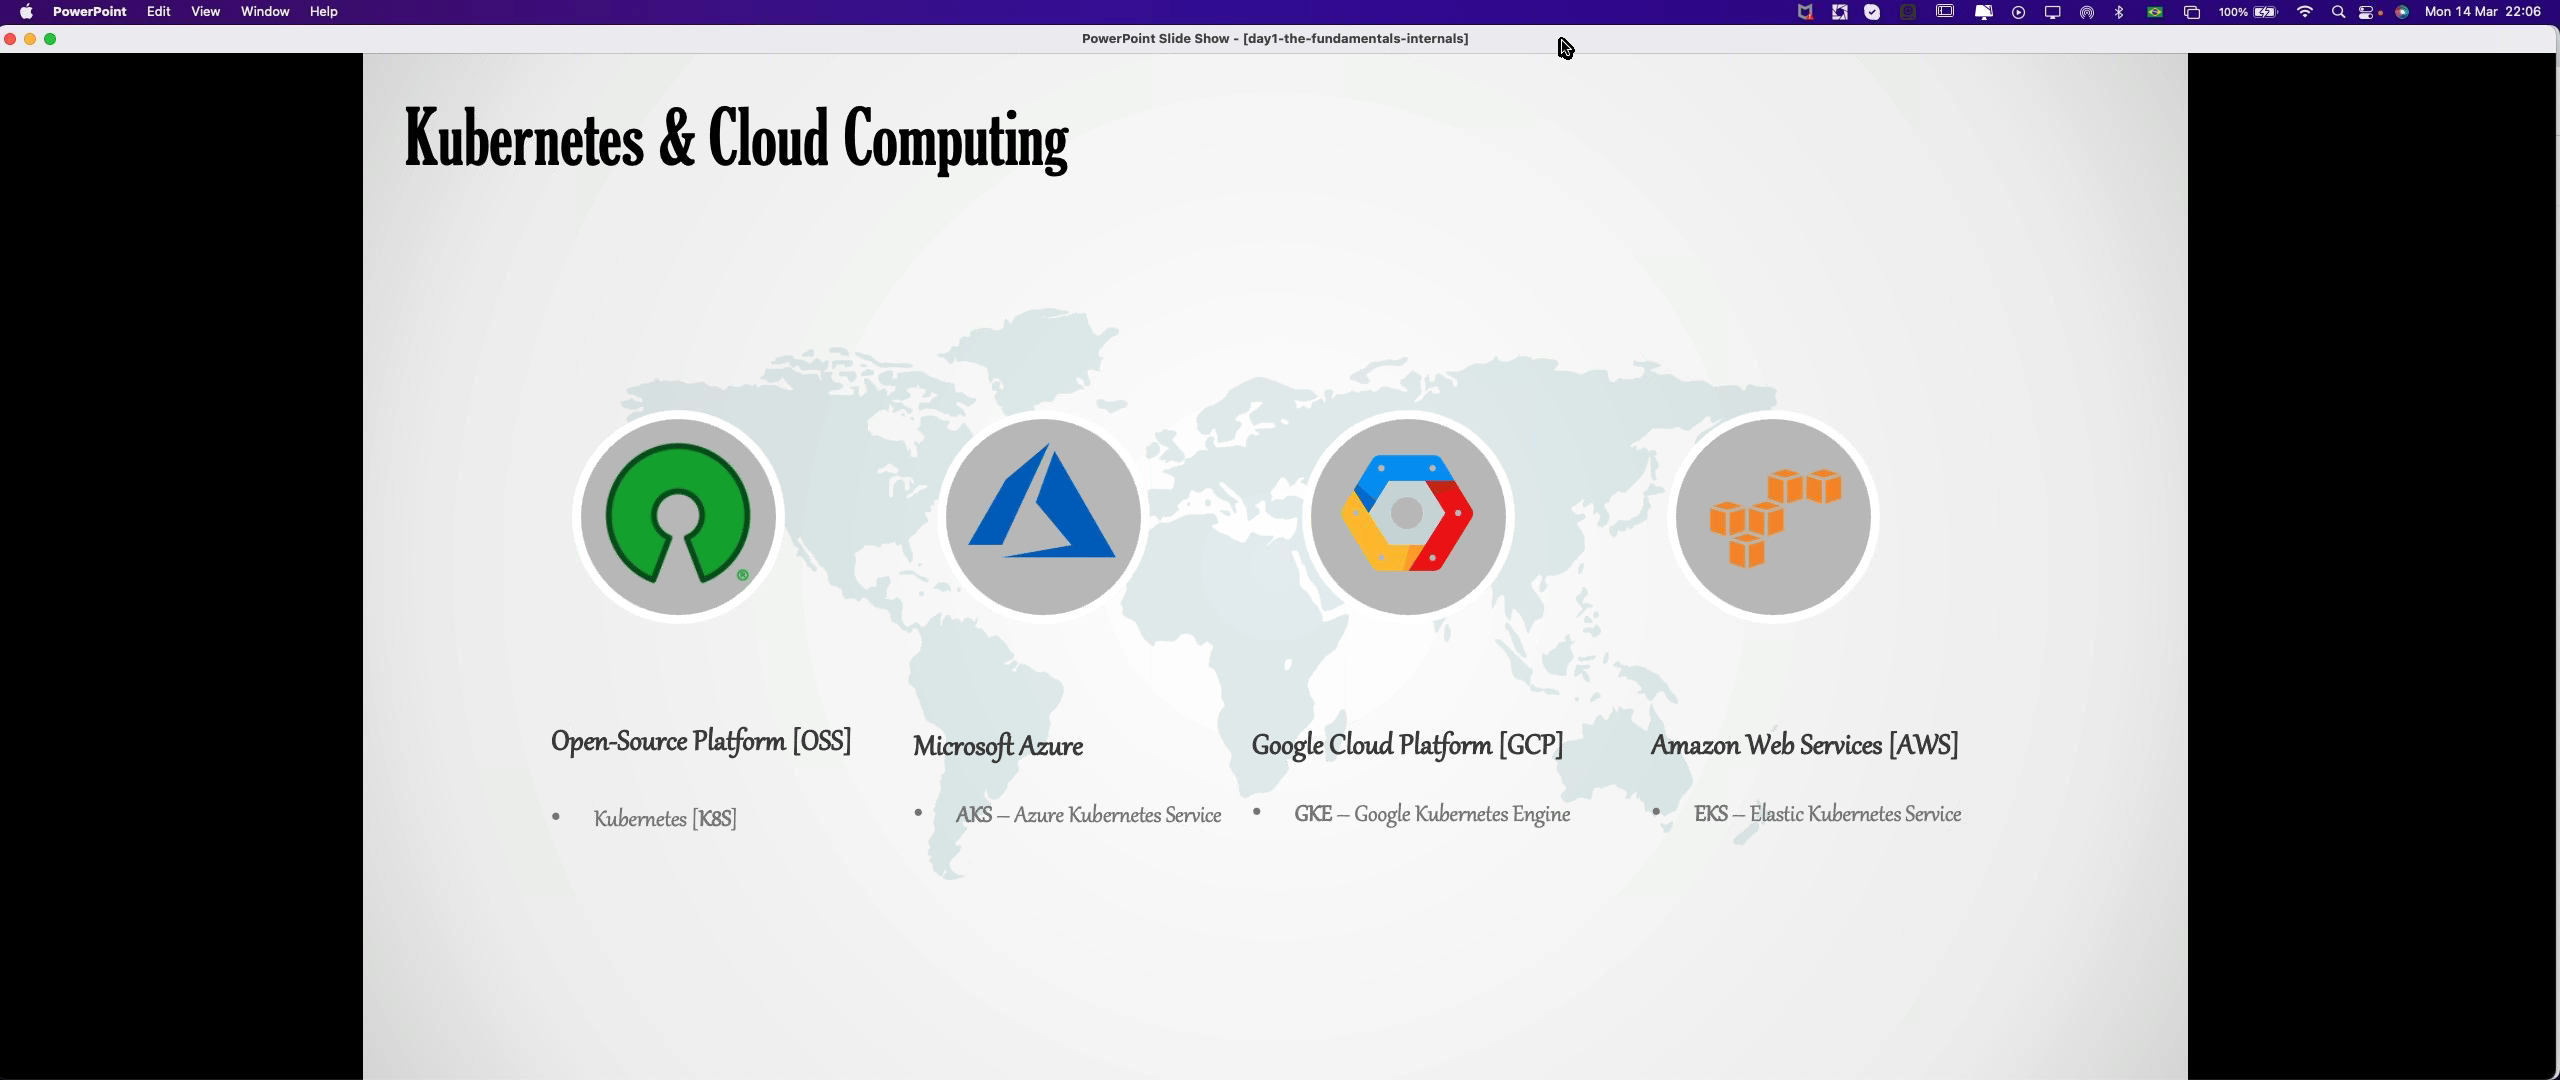 PowerPoint Edit View Window Help 100% Mon 14 Mar 22:06
PowerPoint Slide Show - [day1-the-fundamentals-internals]
Kubernetes & Cloud Computing
®
Open-Source Platform [OSS]
• Kubernetes [K8S]
Microsoft Azure
• AKS – Azure Kubernetes Service
Google Cloud Platform [GCP]
• GKE – Google Kubernetes Engine
Amazon Web Services [AWS]
• EKS – Elastic Kubernetes Service